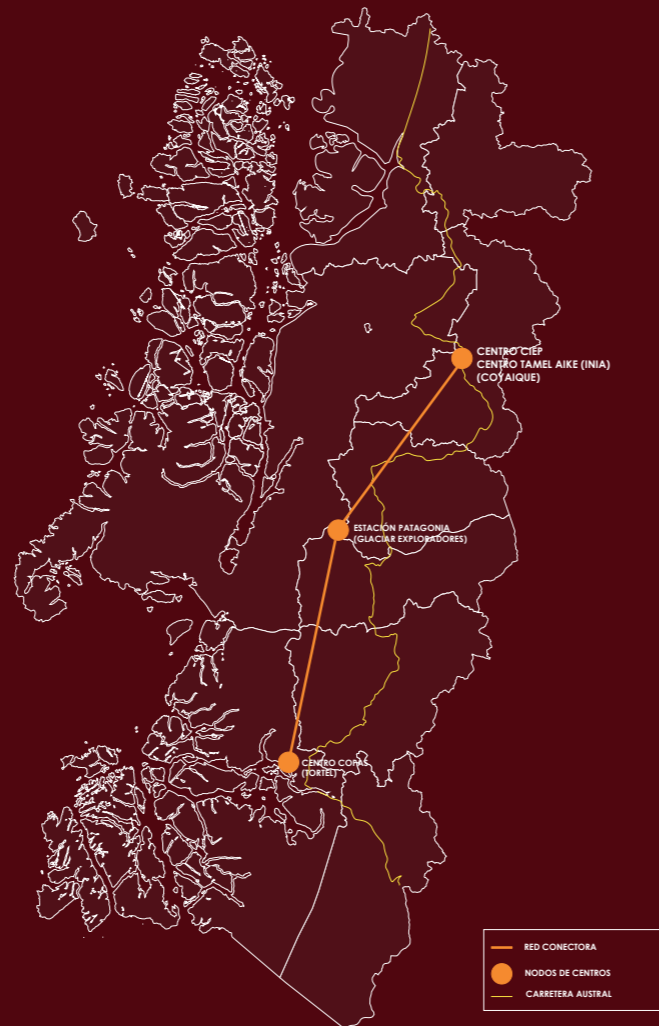 CENTRO CIEP
CENTRO TAMEL AIKE (INIA)
(COYAIQUE)
ESTACIÓN PATAGONIA
(GLACIAR EXPLORADORES)
CENTRO COPAS
(TORTEL)
RED CONECTORA
NODOS DE CENTROS
CARRETERA AUSTRAL